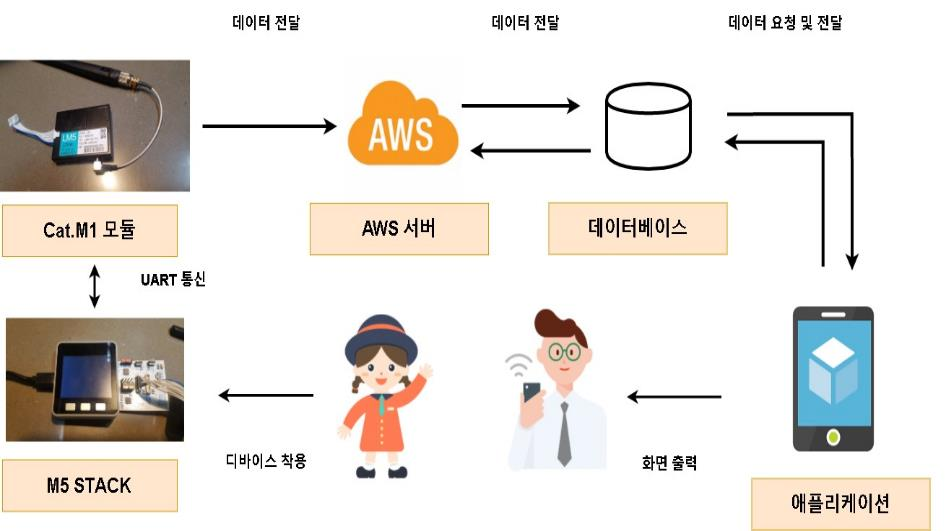 데이터 전달
데이터 전달
데이터 요청 및 전달
AWS
Cat.M1 모듈
AWS 서버
데이터베이스
UART 통신
디바이스 착용
화면 출력
M5 STACK
애플리케이션